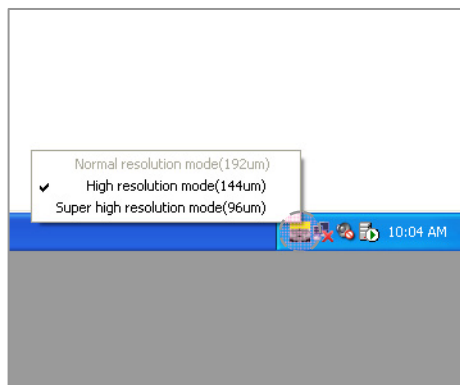 Normal resolution mode(192um)
High resolution mode(144um)
Super high resolution mode(96um)
10:04 AM